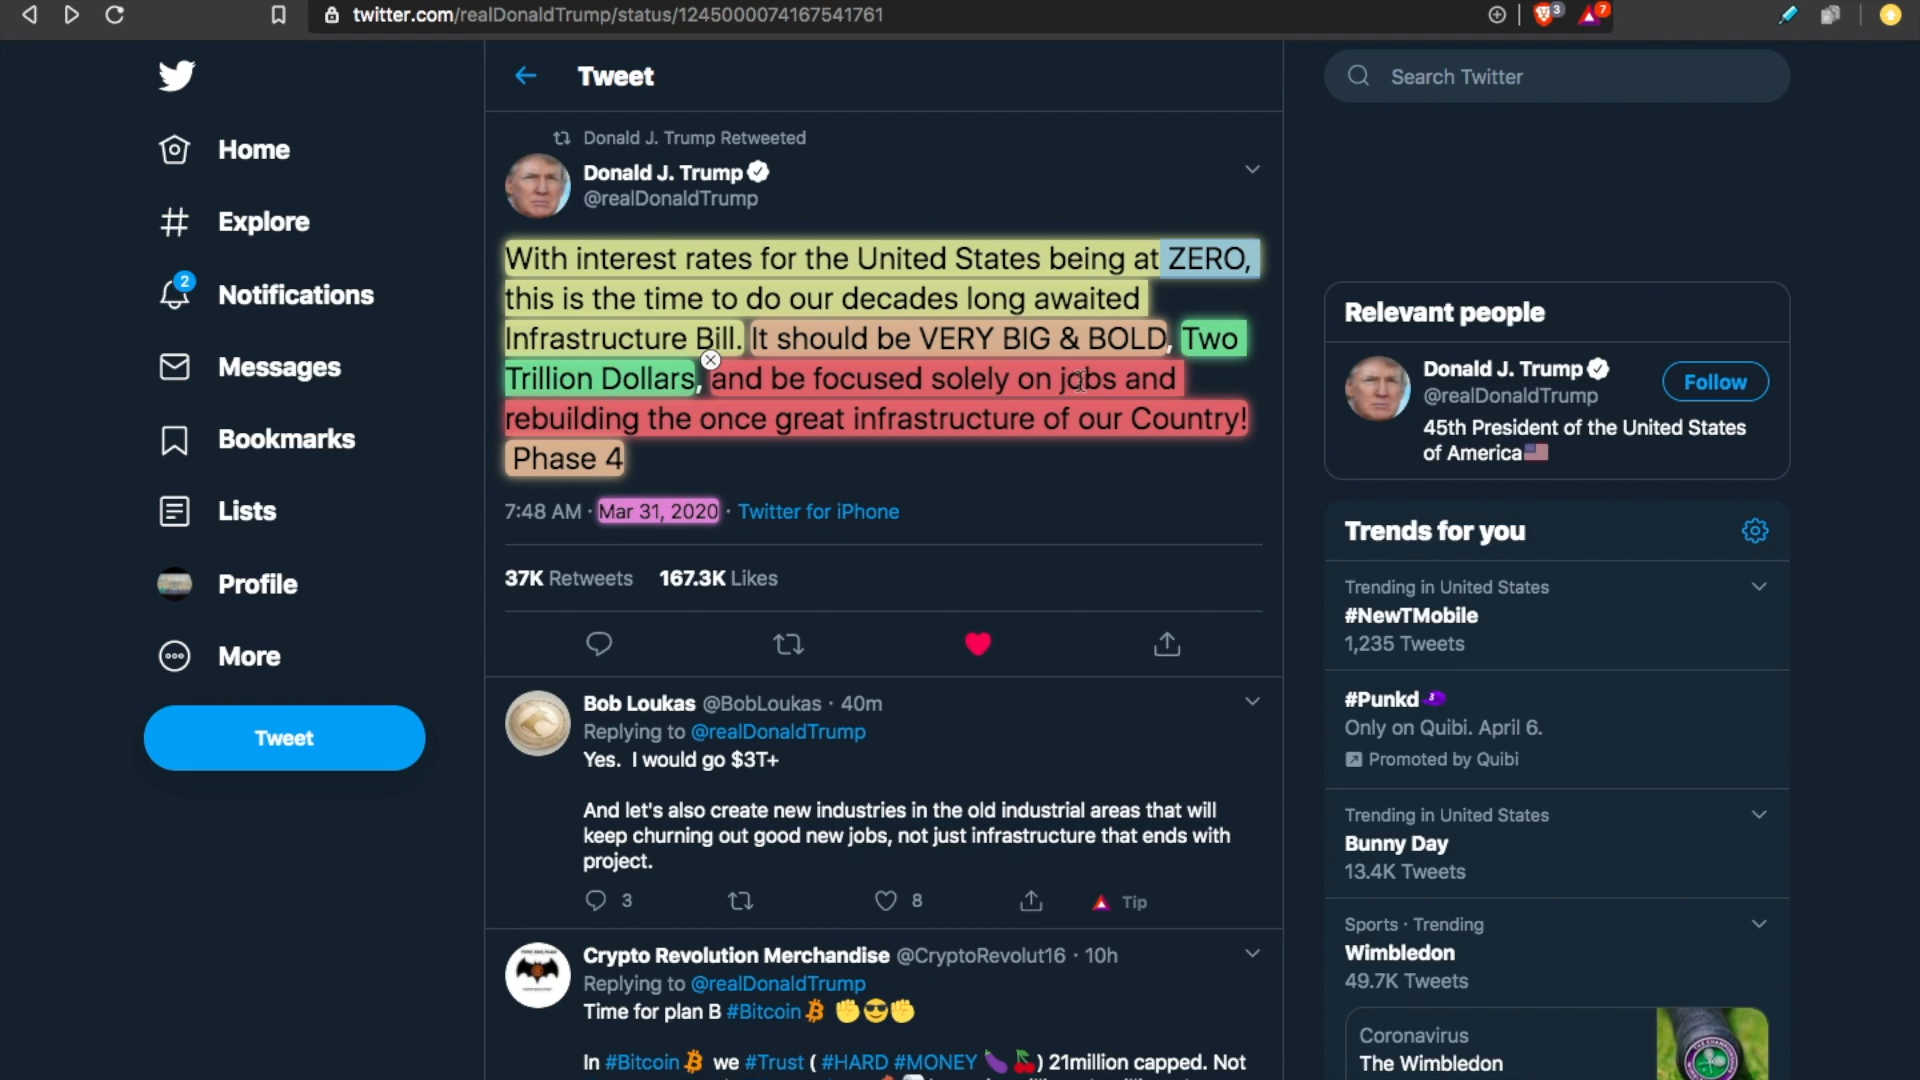 twitter.com/realDonaldTrump/status/1245000074167541761
3
7
Home
Explore
2
Notifications
Messages
Bookmarks
Lists
Profile
More
Tweet
Tweet
Donald J. Trump Retweeted
Donald J. Trump
@realDonaldTrump
With interest rates for the United States being at ZERO,
this is the time to do our decades long awaited
Infrastructure Bill. It should be VERY BIG & BOLD, Two
Trillion Dollars, and be focused solely on jobs and
rebuilding the once great infrastructure of our Country!
Phase 4
7:48 AM · Mar 31, 2020 · Twitter for iPhone
37K Retweets 167.3K Likes
Bob Loukas @BobLoukas · 40m
Replying to @realDonaldTrump
Yes. I would go $3T+
And let's also create new industries in the old industrial areas that will
keep churning out good new jobs, not just infrastructure that ends with
project.
3 8 Tip
Crypto Revolution Merchandise @CryptoRevolut16 · 10h
Replying to @realDonaldTrump
Time for plan B #Bitcoin ✊😎✊
In #Bitcoin we #Trust ( #HARD #MONEY 🍆🍒) 21million capped. Not
Search Twitter
Relevant people
Donald J. Trump
@realDonaldTrump
Follow
45th President of the United States
of America🇺🇸
Trends for you
Trending in United States
#NewTMobile
1,235 Tweets
#Punkd
Only on Quibi. April 6.
Promoted by Quibi
Trending in United States
Bunny Day
13.4K Tweets
Sports · Trending
Wimbledon
49.7K Tweets
Coronavirus
The Wimbledon